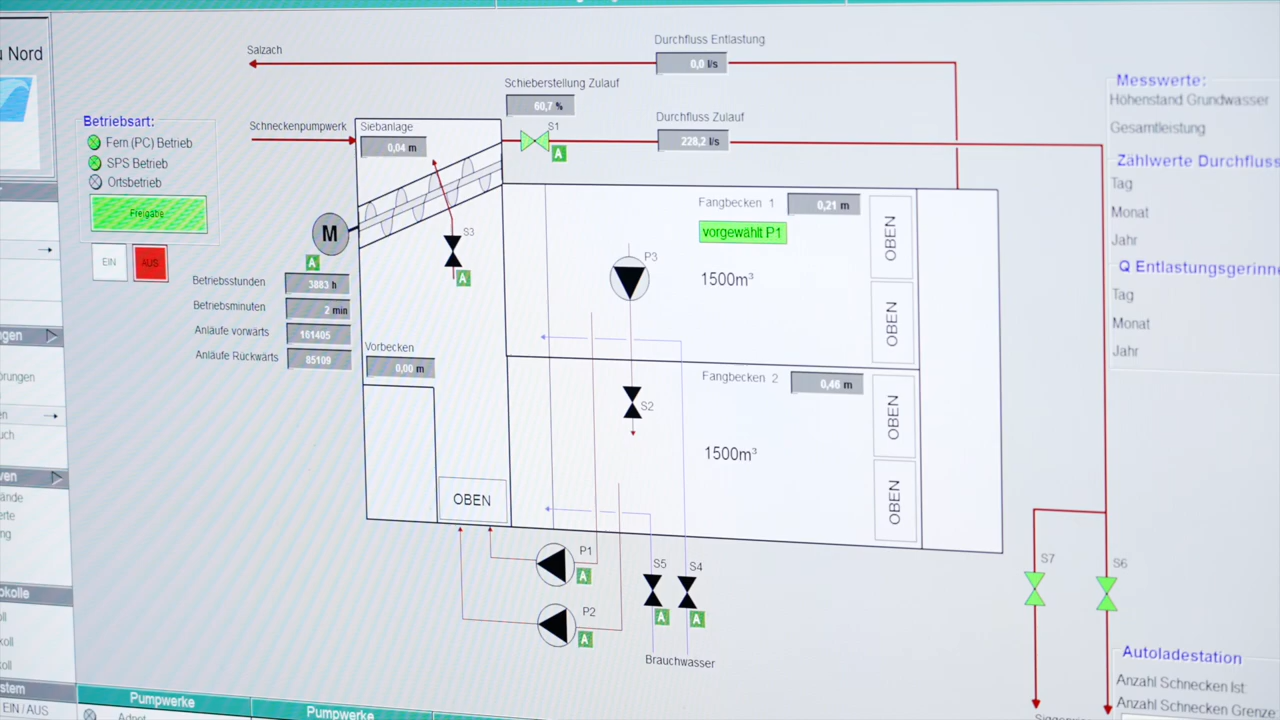 Nord
Salzach
Durchfluss Entlastung
0,0 l/s
Schieberstellung Zulauf
60,7 %
S1
A
Durchfluss Zulauf
228,2 l/s
Messwerte:
Höhenstand Grundwasser
Gesamtleistung
Zählwerte Durchfluss
Tag
Monat
Jahr
Q Entlastungsgerinne
Tag
Monat
Jahr
Betriebsart:
Fern (PC) Betrieb
SPS Betrieb
Ortsbetrieb
Freigabe
EIN
AUS
Schneckenpumpwerk
Siebanlage
0,04 m
M
A
S3
A
Betriebsstunden
3883 h
Betriebsminuten
2 min
Anläufe vorwärts
161405
Anläufe Rückwärts
85109
Vorbecken
0,00 m
OBEN
Fangbecken 1
0,21 m
vorgewählt P1
P3
1500m³
OBEN
OBEN
Fangbecken 2
0,46 m
S2
1500m³
OBEN
OBEN
P1
A
P2
A
S5
A
S4
A
Brauchwasser
S7
S6
Autoladestation
Anzahl Schnecken Ist:
Anzahl Schnecken Grenze
EIN / AUS
Pumpwerke
Adnet
Pumpwerke